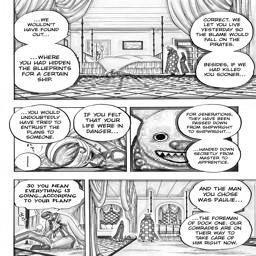 ...WE
WOULDN'T
HAVE FOUND
OUT...
...WHERE
YOU HAD HIDDEN
THE BLUEPRINTS
FOR A CERTAIN
SHIP.
CORRECT. WE
LET YOU LIVE
YESTERDAY SO
THE BLAME WOULD
FALL ON THE
PIRATES.
BESIDES, IF WE
HAD KILLED
YOU SOONER...
...YOU WOULD
UNDOUBTEDLY
HAVE TRIED TO
ENTRUST THE
PLANS TO
SOMEONE.
IF YOU FELT
THAT YOUR
LIFE WERE IN
DANGER...
FOR GENERATIONS,
THEY HAVE BEEN
PASSED DOWN
FROM SHIPWRIGHT
TO SHIPWRIGHT...
...HANDED DOWN
SECRETLY FROM
MASTER TO
APPRENTICE.
SO YOU MEAN
EVERYTHING IS
GOING...ACCORDING
TO YOUR PLAN?
AND THE MAN
YOU CHOSE
WAS PAULIE...
...THE FOREMAN
OF DOCK ONE. OUR
COMRADES ARE ON
THEIR WAY TO
TAKE CARE OF
HIM RIGHT NOW.